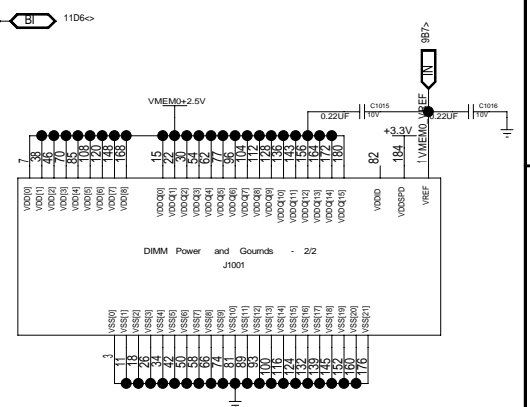 BI 11D6<>
9B7>
IN
VMEM0+2.5V
0.22UF C1015 10V
VMEM0_VREF
0.22UF C1016 10V
+3.3V
7 38 46 70 85 108 120 148 168
15 22 30 54 62 77 96 104 112 128 136 143 156 164 172 180
82 184 1
VDD[0] VDD[1] VDD[2] VDD[3] VDD[4] VDD[5] VDD[6] VDD[7] VDD[8]
VDDQ[0] VDDQ[1] VDDQ[2] VDDQ[3] VDDQ[4] VDDQ[5] VDDQ[6] VDDQ[7] VDDQ[8] VDDQ[9] VDDQ[10] VDDQ[11] VDDQ[12] VDDQ[13] VDDQ[14] VDDQ[15]
VDDID VDDSPD VREF
DIMM Power and Gournds - 2/2
J1001
VSS[0] VSS[1] VSS[2] VSS[3] VSS[4] VSS[5] VSS[6] VSS[7] VSS[8] VSS[9] VSS[10] VSS[11] VSS[12] VSS[13] VSS[14] VSS[15] VSS[16] VSS[17] VSS[18] VSS[19] VSS[20] VSS[21]
3 11 18 26 34 42 50 58 66 74 81 89 93 100 116 124 132 139 145 152 160 176